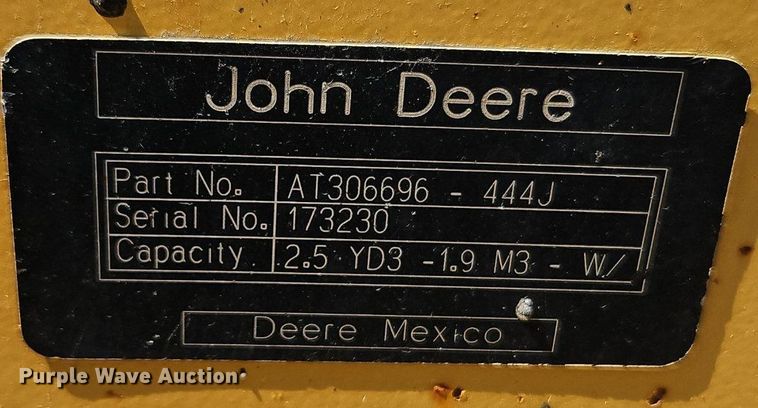 John Deere
Part No. AT306696 - 444J
Serial No. 173230
Capacity 2.5 YD3 -1.9 M3 - W/
Deere Mexico
Purple Wave Auction